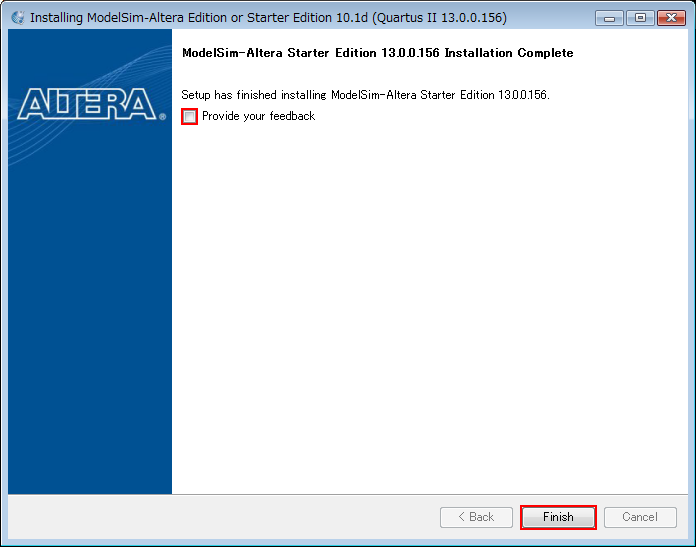 Installing ModelSim-Altera Edition or Starter Edition 10.1d (Quartus II 13.0.0.156)
ModelSim-Altera Starter Edition 13.0.0.156 Installation Complete
ALTERA®
Setup has finished installing ModelSim-Altera Starter Edition 13.0.0.156.
Provide your feedback
< Back
Finish
Cancel